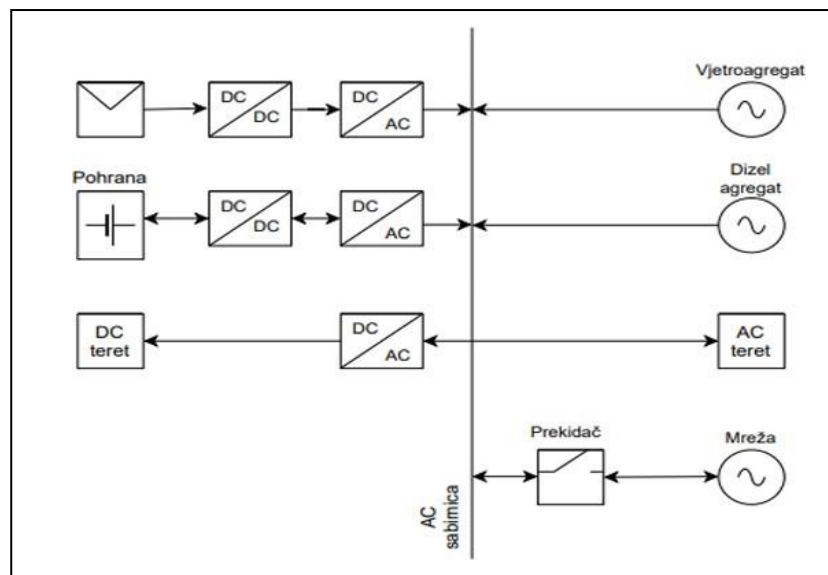 Vjetroagregat
DC
DC
DC
AC
Pohrana
Dizel
agregat
DC
DC
DC
AC
DC
teret
DC
AC
AC
teret
Prekidač
Mreža
AC
sabirnica